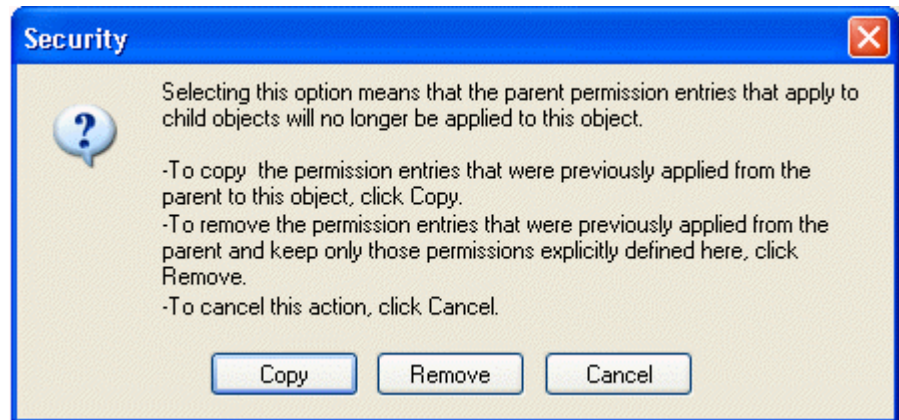 Security
Selecting this option means that the parent permission entries that apply to
child objects will no longer be applied to this object.
-To copy  the permission entries that were previously applied from the
parent to this object, click Copy.
-To remove the permission entries that were previously applied from the
parent and keep only those permissions explicitly defined here, click
Remove.
-To cancel this action, click Cancel.
Copy Remove Cancel